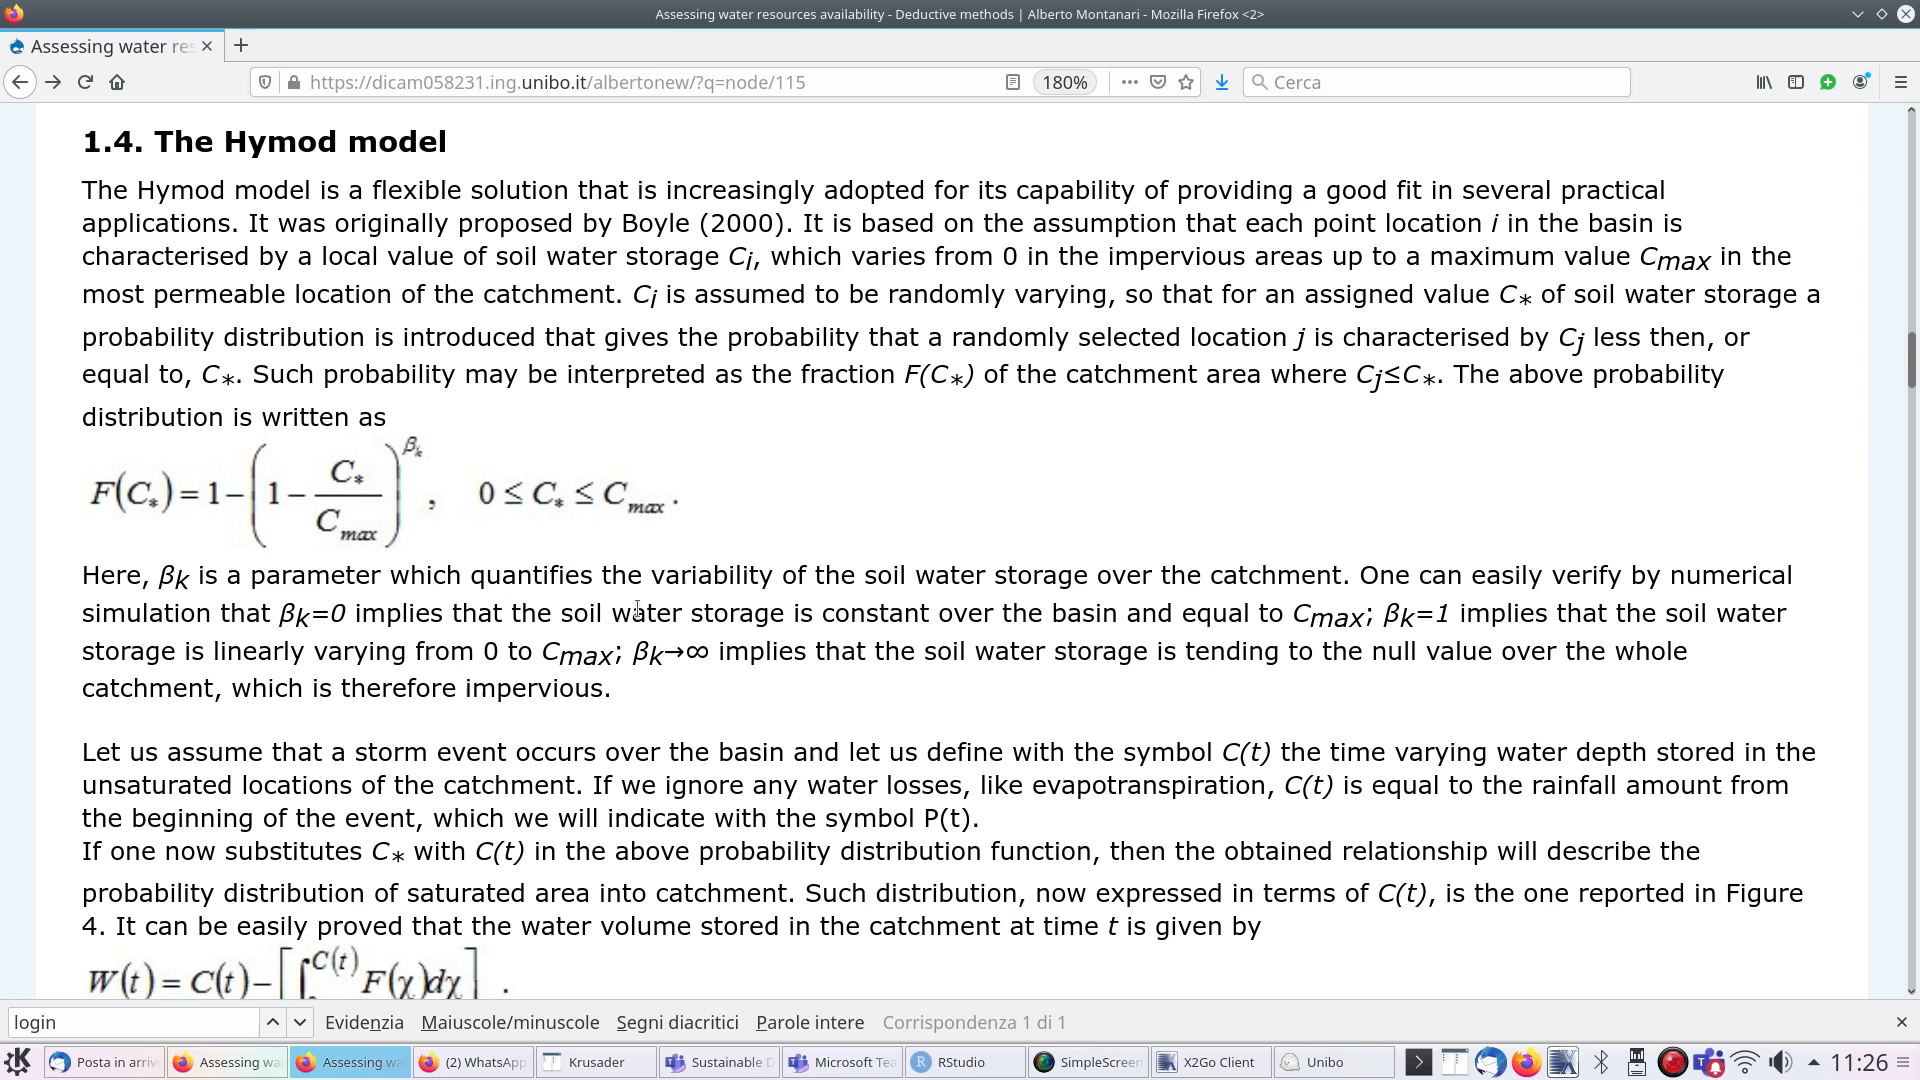 Assessing water resources availability - Deductive methods | Alberto Montanari - Mozilla Firefox <2>
Assessing water res
https://dicam058231.ing.unibo.it/albertonew/?q=node/115
180%
Cerca
1.4. The Hymod model
The Hymod model is a flexible solution that is increasingly adopted for its capability of providing a good fit in several practical
applications. It was originally proposed by Boyle (2000). It is based on the assumption that each point location i in the basin is
characterised by a local value of soil water storage Ci, which varies from 0 in the impervious areas up to a maximum value Cmax in the
most permeable location of the catchment. Ci is assumed to be randomly varying, so that for an assigned value C* of soil water storage a
probability distribution is introduced that gives the probability that a randomly selected location j is characterised by Cj less then, or
equal to, C*. Such probability may be interpreted as the fraction F(C*) of the catchment area where Cj≤C*. The above probability
distribution is written as
F(C*) = 1 - (1 - C*/Cmax)^βk , 0 ≤ C* ≤ Cmax .
Here, βk is a parameter which quantifies the variability of the soil water storage over the catchment. One can easily verify by numerical
simulation that βk=0 implies that the soil water storage is constant over the basin and equal to Cmax; βk=1 implies that the soil water
storage is linearly varying from 0 to Cmax; βk→∞ implies that the soil water storage is tending to the null value over the whole
catchment, which is therefore impervious.
Let us assume that a storm event occurs over the basin and let us define with the symbol C(t) the time varying water depth stored in the
unsaturated locations of the catchment. If we ignore any water losses, like evapotranspiration, C(t) is equal to the rainfall amount from
the beginning of the event, which we will indicate with the symbol P(t).
If one now substitutes C* with C(t) in the above probability distribution function, then the obtained relationship will describe the
probability distribution of saturated area into catchment. Such distribution, now expressed in terms of C(t), is the one reported in Figure
4. It can be easily proved that the water volume stored in the catchment at time t is given by
W(t) = C(t) - [∫^C(t) F(χ)dχ] .
login
Evidenzia Maiuscole/minuscole Segni diacritici Parole intere Corrispondenza 1 di 1
Posta in arriv Assessing wa Assessing wa (2) WhatsApp Krusader Sustainable D Microsoft Tea RStudio SimpleScreen X2Go Client Unibo 11:26